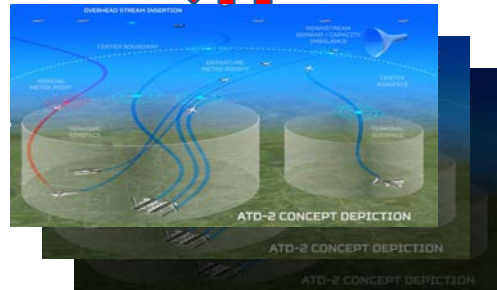 OVERHEAD STREAM INSERTION
CENTER BOUNDARY
DOWNSTREAM
DEMAND / CAPACITY
IMBALANCE
DEPARTURE
METER POINT
ARRIVAL
METER POINT
CENTER
AIRSPACE
TERMINAL
AIRSPACE
TERMINAL
AIRSPACE
ATD-2 CONCEPT DEPICTION
ATD-2 CONCEPT DEPICTION
ATD-2 CONCEPT DEPICTION